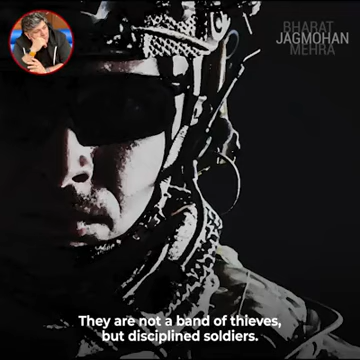 BHARAT
JAGMOHAN
MEHRA
They are not a band of thieves,
but disciplined soldiers.